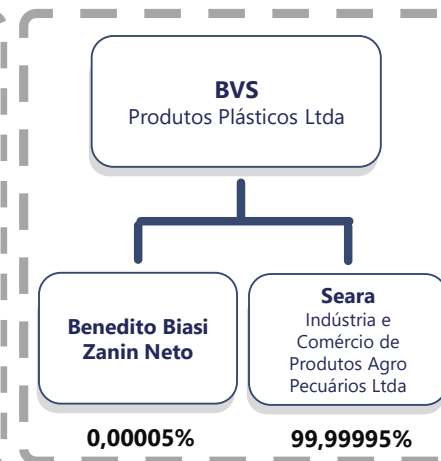 BVS
Produtos Plásticos Ltda
Benedito Biasi
Zanin Neto
Seara
Indústria e
Comércio de
Produtos Agro
Pecuários Ltda
0,00005%
99,99995%